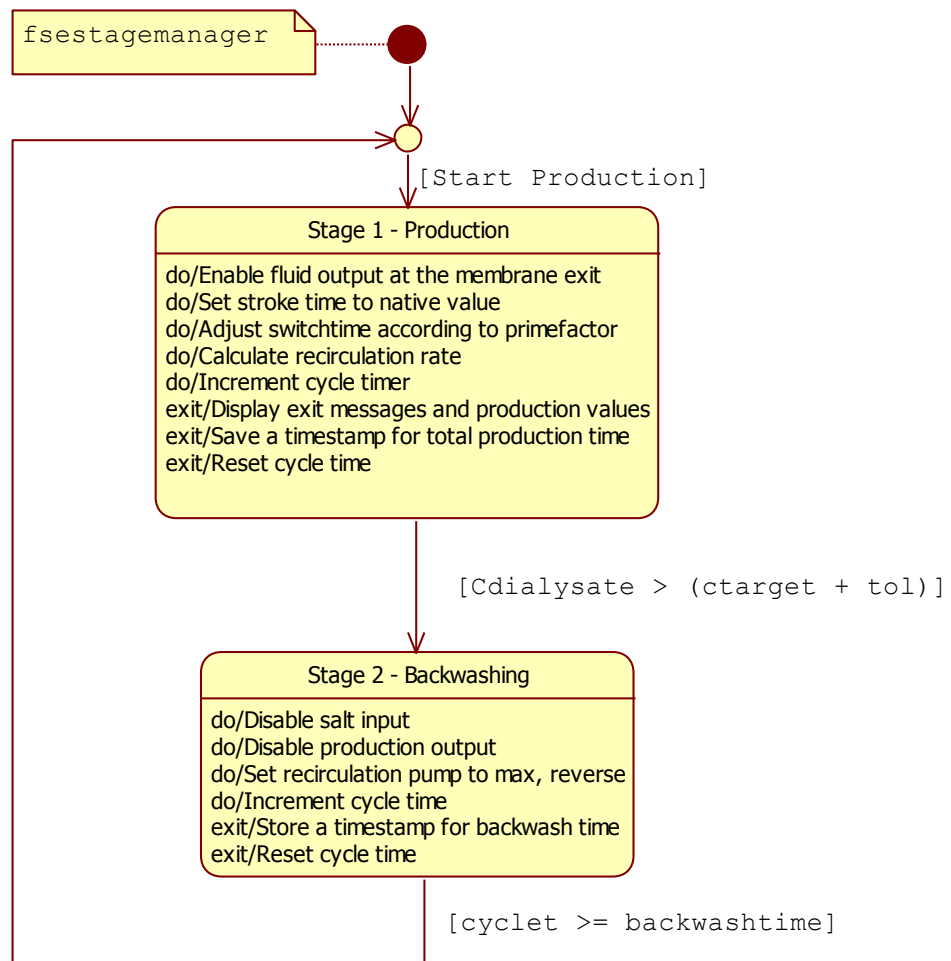 fsestagemanager
[Start Production]
Stage 1 - Production
do/Enable fluid output at the membrane exit
do/Set stroke time to native value
do/Adjust switchtime according to primefactor
do/Calculate recirculation rate
do/Increment cycle timer
exit/Display exit messages and production values
exit/Save a timestamp for total production time
exit/Reset cycle time
[Cdialysate > (ctarget + tol)]
Stage 2 - Backwashing
do/Disable salt input
do/Disable production output
do/Set recirculation pump to max, reverse
do/Increment cycle time
exit/Store a timestamp for backwash time
exit/Reset cycle time
[cyclet >= backwashtime]